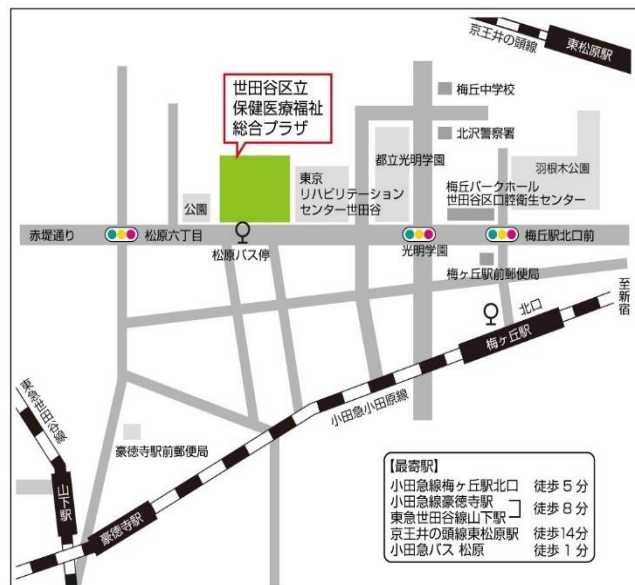 京王井の頭線
東松原駅
世田谷区立
保健医療福祉
総合プラザ
梅丘中学校
北沢警察署
都立光明学園
羽根木公園
梅丘パークホール
世田谷区口腔衛生センター
東京
リハビリテーション
センター世田谷
公園
赤堤通り
松原六丁目
松原バス停
光明学園
梅丘駅北口前
梅ヶ丘駅前郵便局
至新宿
北口
梅ヶ丘駅
小田急小田原線
東急世田谷線
山下駅
豪徳寺駅前郵便局
豪徳寺駅
【最寄駅】
小田急線梅ヶ丘駅北口 徒歩5分
小田急線豪徳寺駅
東急世田谷線山下駅 徒歩8分
京王井の頭線東松原駅 徒歩14分
小田急バス 松原 徒歩1分